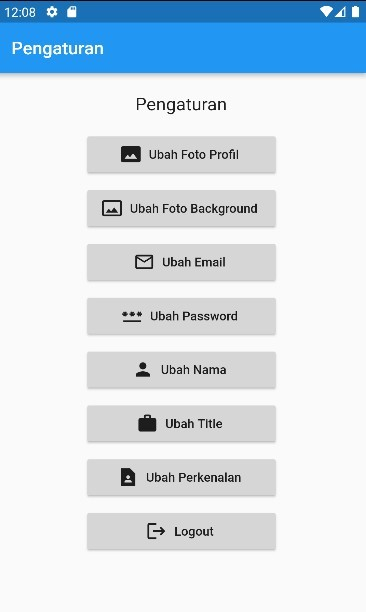 12:08
Pengaturan
Pengaturan
Ubah Foto Profil
Ubah Foto Background
Ubah Email
Ubah Password
Ubah Nama
Ubah Title
Ubah Perkenalan
Logout